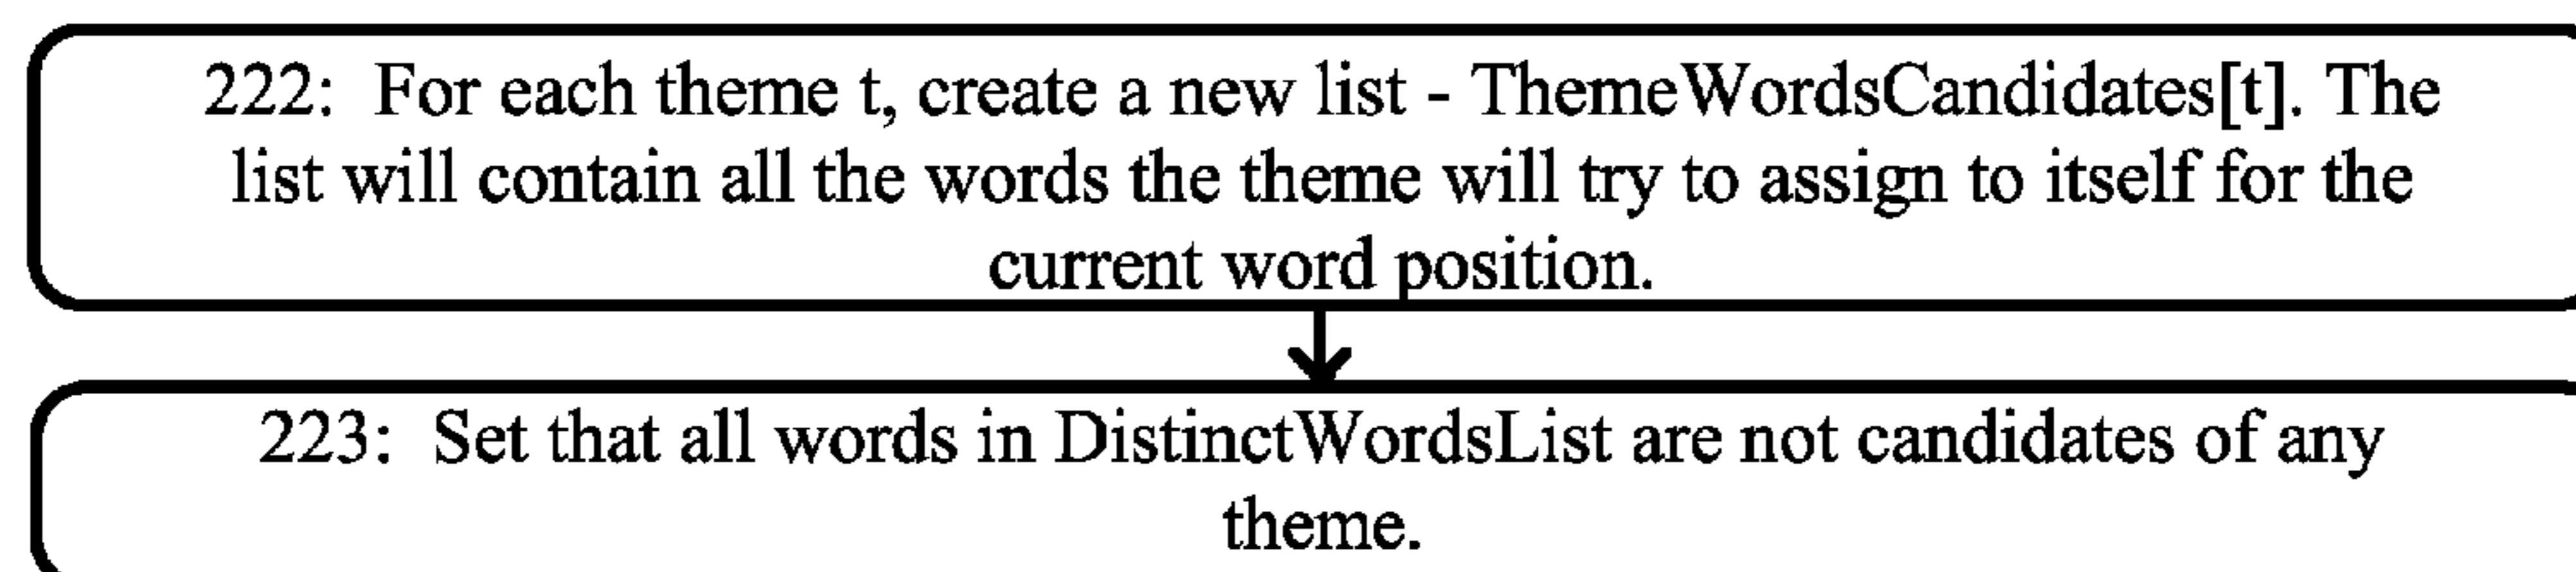 222:  For each theme t, create a new list - ThemeWordsCandidates[t]. The
list will contain all the words the theme will try to assign to itself for the
current word position.
223:  Set that all words in DistinctWordsList are not candidates of any
theme.